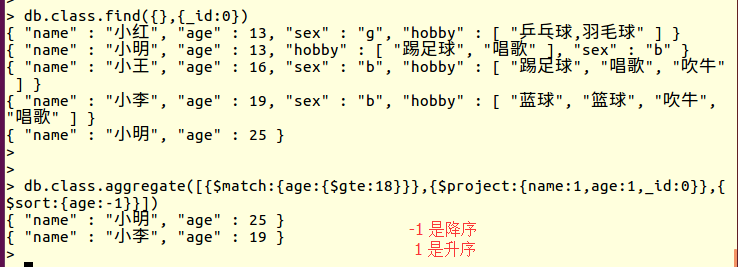 > db.class.find({},{_id:0})
{ "name" : "小红", "age" : 13, "sex" : "g", "hobby" : [ "乒乓球,羽毛球" ] }
{ "name" : "小明", "age" : 13, "hobby" : [ "踢足球", "唱歌" ], "sex" : "b" }
{ "name" : "小王", "age" : 16, "sex" : "b", "hobby" : [ "踢足球", "唱歌", "吹牛"
 ] }
{ "name" : "小李", "age" : 19, "sex" : "b", "hobby" : [ "蓝球", "篮球", "吹牛",
"唱歌" ] }
{ "name" : "小明", "age" : 25 }
>
>
> db.class.aggregate([{$match:{age:{$gte:18}}},{$project:{name:1,age:1,_id:0}},{
$sort:{age:-1}}])
{ "name" : "小明", "age" : 25 }
{ "name" : "小李", "age" : 19 }
-1 是降序
1 是升序
>